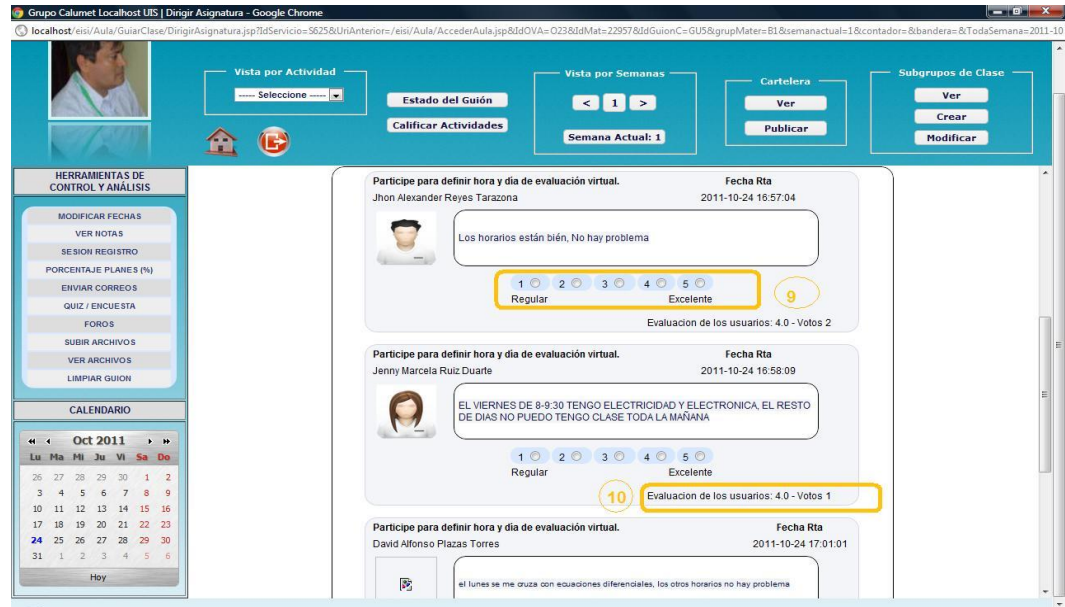 Grupo Calumet Localhost UIS | Dirigir Asignatura - Google Chrome
localhost/eisi/Aula/GuiarClase/DirigirAsignatura.jsp?IdServicio=S625&UriAnterior=/eisi/Aula/AccederAula.jsp&IdOVA=O23&IdMat=22957&IdGuionC=GU5&grupMater=B1&semanactual=1&contador=&bandera=&TodaSemana=2011-10
Vista por Actividad
----- Seleccione -----
Estado del Guión
Calificar Actividades
Vista por Semanas
< 1 >
Semana Actual: 1
Cartelera
Ver
Publicar
Subgrupos de Clase
Ver
Crear
Modificar
HERRAMIENTAS DE
CONTROL Y ANÁLISIS
MODIFICAR FECHAS
VER NOTAS
SESION REGISTRO
PORCENTAJE PLANES (%)
ENVIAR CORREOS
QUIZ / ENCUESTA
FOROS
SUBIR ARCHIVOS
VER ARCHIVOS
LIMPIAR GUION
CALENDARIO
Oct 2011
Lu Ma Mi Ju Vi Sa Do
26 27 28 29 30 1 2
3 4 5 6 7 8 9
10 11 12 13 14 15 16
17 18 19 20 21 22 23
24 25 26 27 28 29 30
31 1 2 3 4 5 6
Hoy
Participe para definir hora y dia de evaluación virtual. Fecha Rta
Jhon Alexander Reyes Tarazona 2011-10-24 16:57:04
Los horarios están bién, No hay problema
1 2 3 4 5
Regular Excelente
9
Evaluacion de los usuarios: 4.0 - Votos 2
Participe para definir hora y dia de evaluación virtual. Fecha Rta
Jenny Marcela Ruiz Duarte 2011-10-24 16:58:09
EL VIERNES DE 8-9:30 TENGO ELECTRICIDAD Y ELECTRONICA, EL RESTO
DE DIAS NO PUEDO TENGO CLASE TODA LA MAÑANA
1 2 3 4 5
Regular Excelente
10
Evaluacion de los usuarios: 4.0 - Votos 1
Participe para definir hora y dia de evaluación virtual. Fecha Rta
David Alfonso Plazas Torres 2011-10-24 17:01:01
el lunes se me cruza con ecuaciones diferenciales, los otros horarios no hay problema